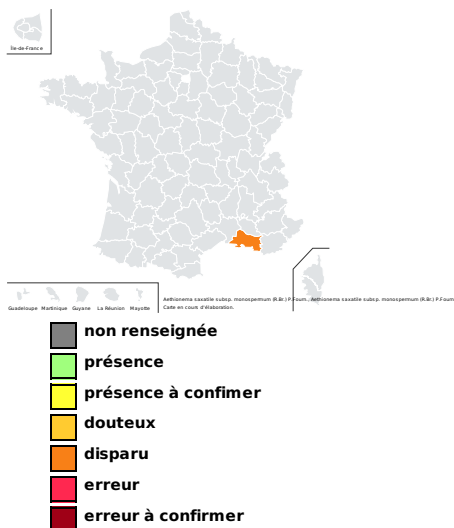 Île-de-France
Guadeloupe Martinique Guyane La Réunion Mayotte
Aethionema saxatile subsp. monospermum (R.Br.) P.Fourn., Aethionema saxatile subsp. monospermum (R.Br.) P.Fourn
Carte en cours d'élaboration.
non renseignée
présence
présence à confimer
douteux
disparu
erreur
erreur à confirmer